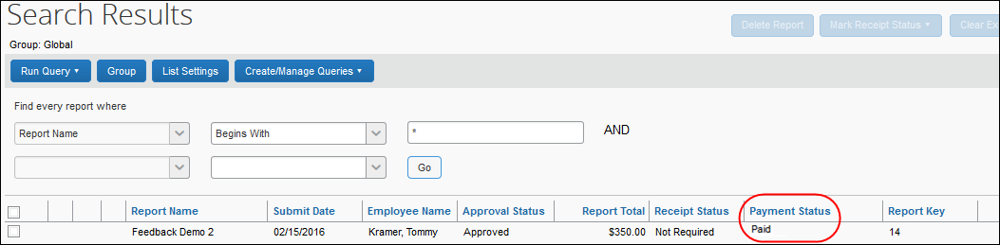 Search Results
Delete Report Mark Receipt Status Clear Ex
Group: Global
Run Query Group List Settings Create/Manage Queries
Find every report where
Report Name Begins With * AND
Go
Report Name Submit Date Employee Name Approval Status Report Total Receipt Status Payment Status Report Key
Feedback Demo 2 02/15/2016 Kramer, Tommy Approved $350.00 Not Required Paid 14